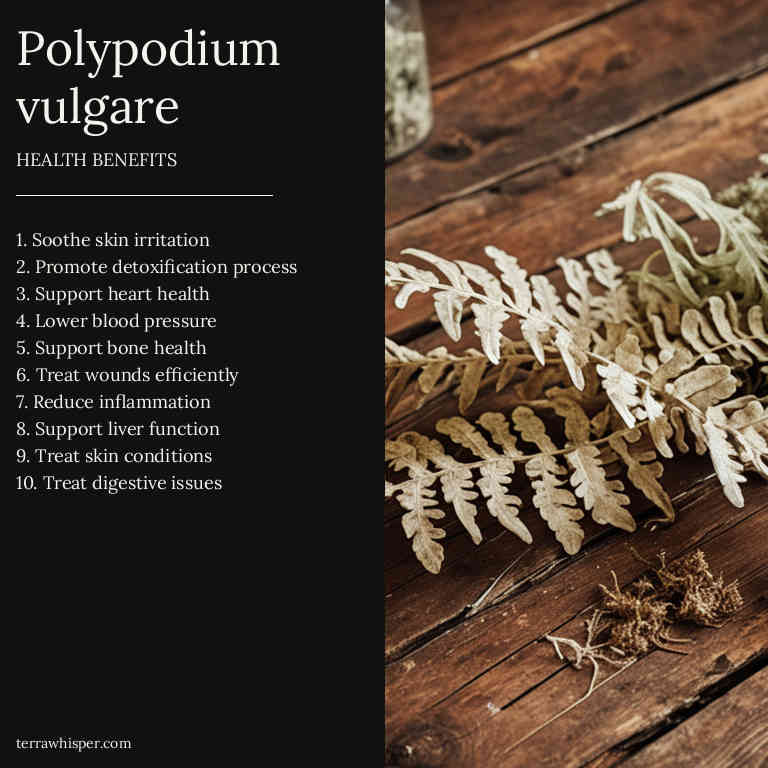 Polypodium
vulgare
HEALTH BENEFITS
1. Soothe skin irritation
2. Promote detoxification process
3. Support heart health
4. Lower blood pressure
5. Support bone health
6. Treat wounds efficiently
7. Reduce inflammation
8. Support liver function
9. Treat skin conditions
10. Treat digestive issues
terrawhisper.com